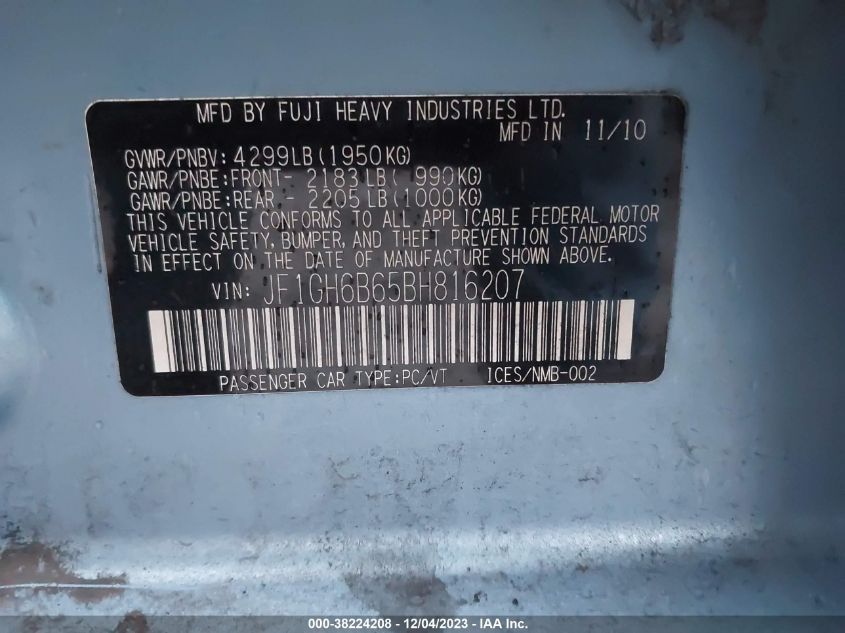 MFD BY FUJI HEAVY INDUSTRIES LTD.
MFD IN 11/10
GVWR/PNBV: 4299LB (1950KG)
GAWR/PNBE:FRONT- 2183LB ( 990KG)
GAWR/PNBE:REAR - 2205LB (1000KG)
THIS VEHICLE CONFORMS TO ALL APPLICABLE FEDERAL MOTOR
VEHICLE SAFETY, BUMPER, AND THEFT PREVENTION STANDARDS
IN EFFECT ON THE DATE OF MANUFACTURE SHOWN ABOVE.
VIN: JF1GH6B65BH816207
PASSENGER CAR TYPE:PC/VT ICES/NMB-002
000-38224208 - 12/04/2023 - IAA Inc.